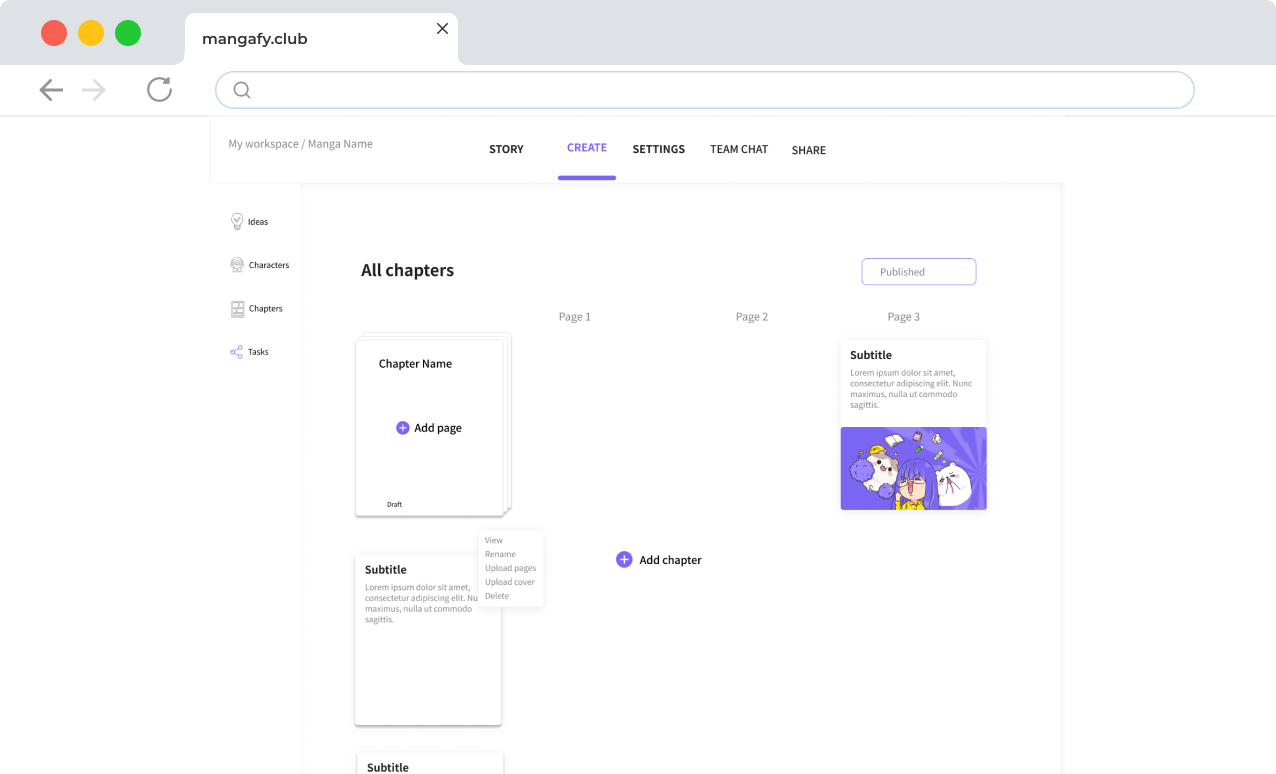 mangafy.club
My workspace / Manga Name
STORY
CREATE
SETTINGS
TEAM CHAT
SHARE
Ideas
Characters
Chapters
Tasks
All chapters
Published
Page 1
Page 2
Page 3
Chapter Name
Add page
Draft
Subtitle
Lorem ipsum dolor sit amet,
consectetur adipiscing elit. Nunc
maximus, nulla ut commodo
sagittis.
View
Rename
Upload pages
Upload cover
Delete
Add chapter
Subtitle
Lorem ipsum dolor sit amet,
consectetur adipiscing elit. Nu
maximus, nulla ut commodo
sagittis.
Subtitle